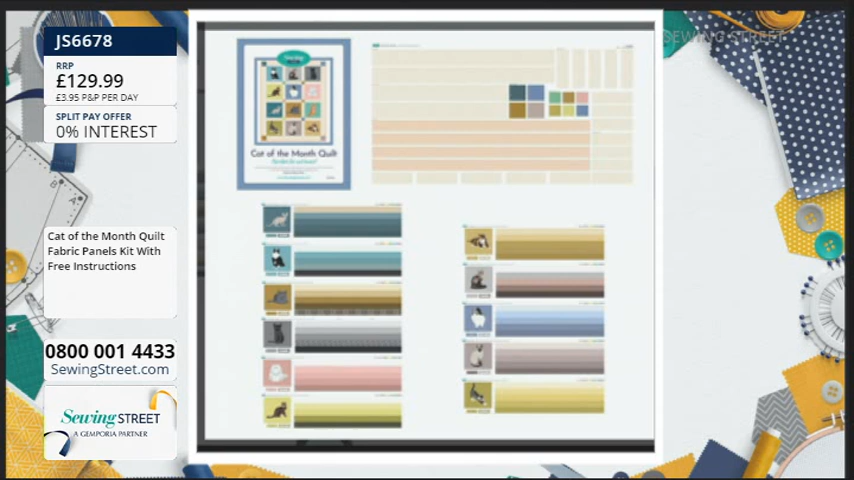 JS6678
RRP
£129.99
£3.95 P&P PER DAY
SPLIT PAY OFFER
0% INTEREST
Cat of the Month Quilt
Fabric Panels Kit With
Free Instructions
0800 001 4433
SewingStreet.com
Sewing STREET
A GEMPORIA PARTNER
SEWING STREET
Sewing
Cat of the Month Quilt